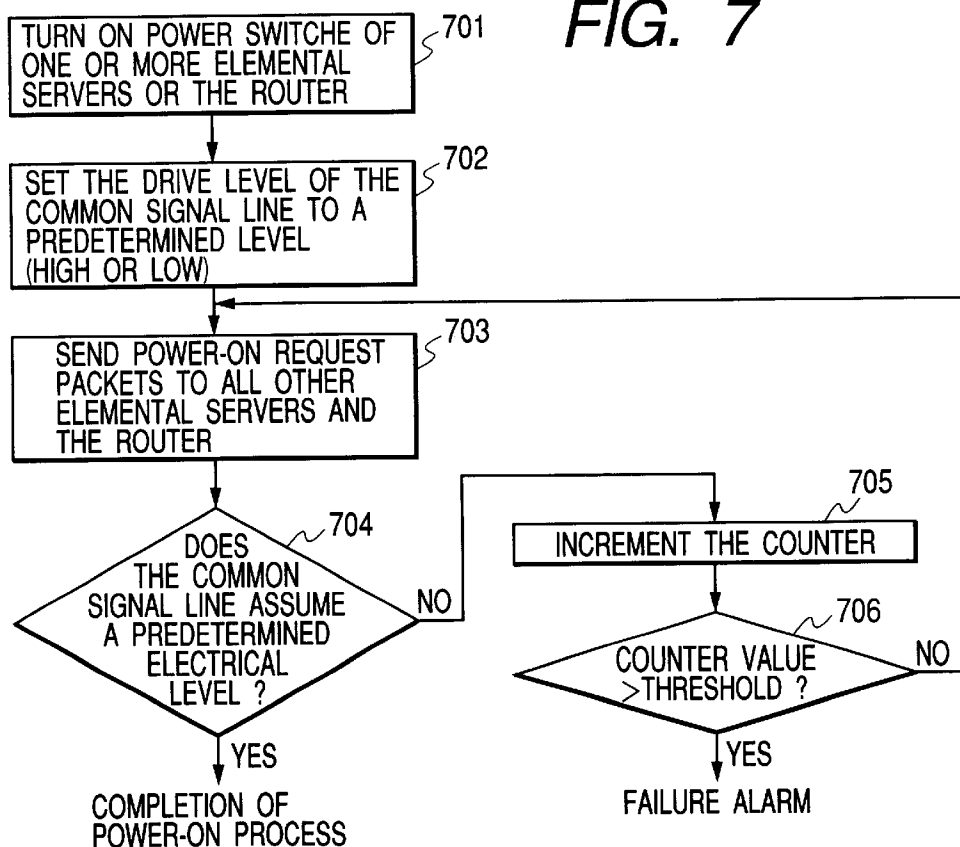 FIG. 7
TURN ON POWER SWITCHE OF
ONE OR MORE ELEMENTAL
SERVERS OR THE ROUTER
701
SET THE DRIVE LEVEL OF THE
COMMON SIGNAL LINE TO A
PREDETERMINED LEVEL
(HIGH OR LOW)
702
SEND POWER-ON REQUEST
PACKETS TO ALL OTHER
ELEMENTAL SERVERS AND
THE ROUTER
703
DOES
THE COMMON
SIGNAL LINE ASSUME
A PREDETERMINED
ELECTRICAL
LEVEL ?
704
NO
YES
COMPLETION OF
POWER-ON PROCESS
705
INCREMENT THE COUNTER
706
COUNTER VALUE
>THRESHOLD ?
NO
YES
FAILURE ALARM